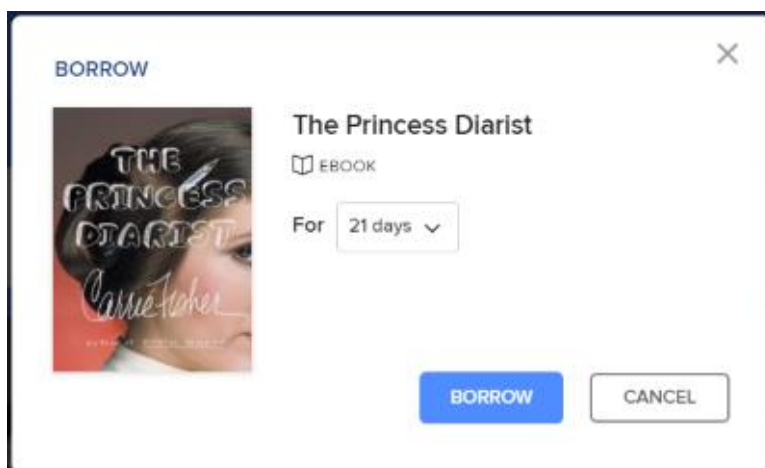 BORROW
THE
PRINCESS
DIARIST
Carrie Fisher
The Princess Diarist
EBOOK
For 21 days
BORROW CANCEL